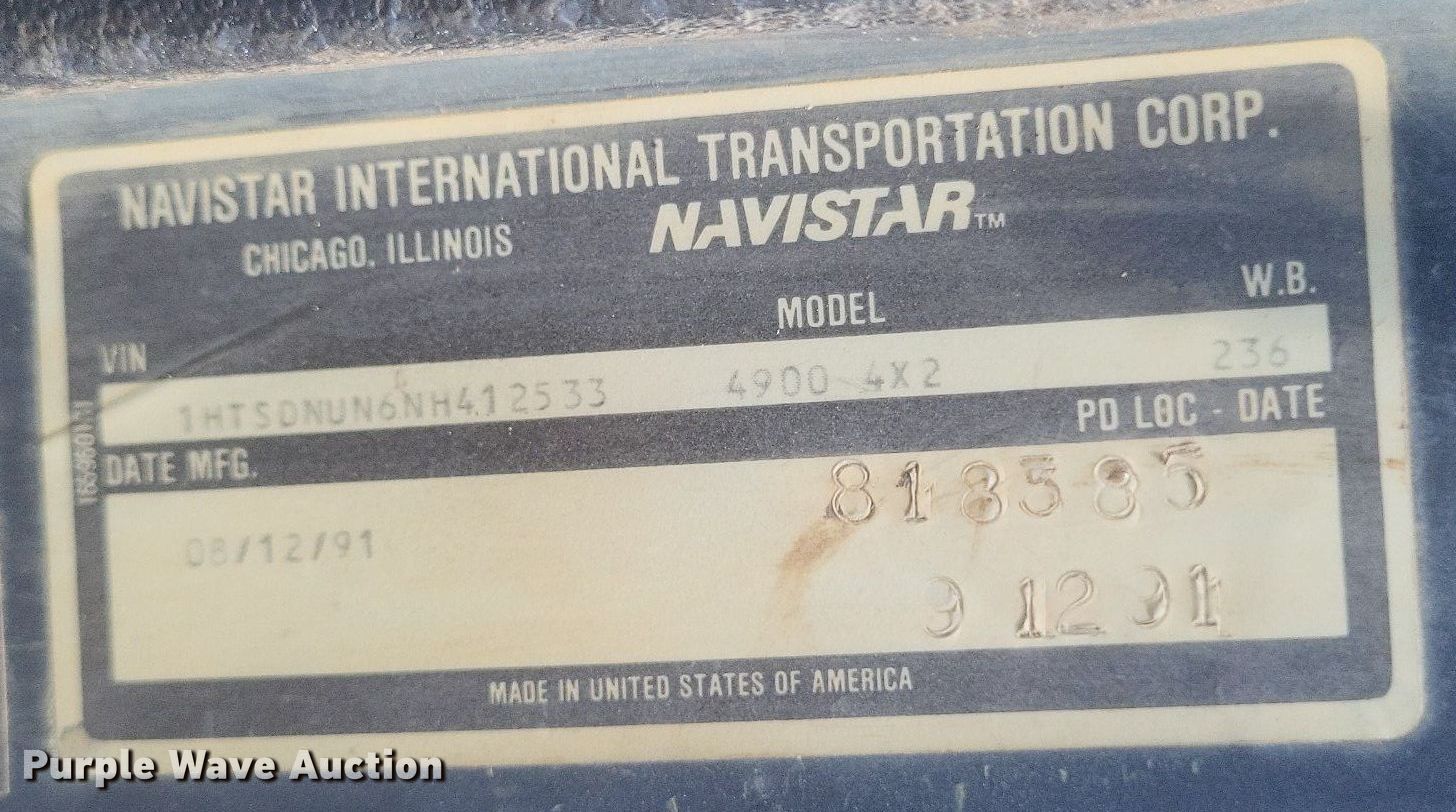 NAVISTAR INTERNATIONAL TRANSPORTATION CORP.
CHICAGO, ILLINOIS NAVISTAR™
VIN MODEL W.B.
1HTSDNUN6NH412533 4900 4X2 236
DATE MFG. PD LOC - DATE
818585
08/12/91
9 12 91
MADE IN UNITED STATES OF AMERICA
Purple Wave Auction